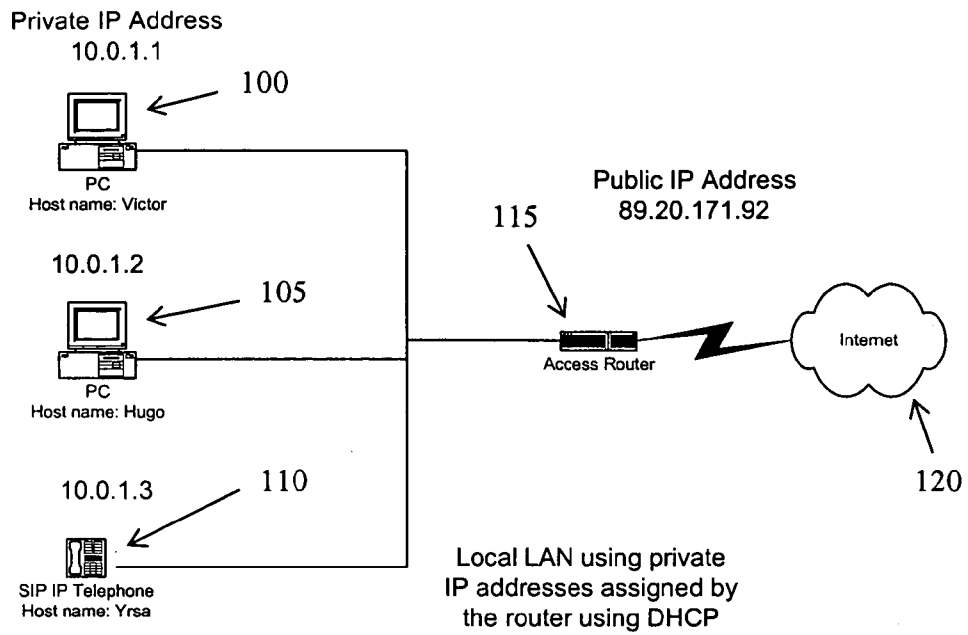 Private IP Address
10.0.1.1
100
PC
Host name: Victor
10.0.1.2
105
PC
Host name: Hugo
10.0.1.3
110
SIP IP Telephone
Host name: Yrsa
Public IP Address
89.20.171.92
115
Access Router
Internet
120
Local LAN using private
IP addresses assigned by
the router using DHCP